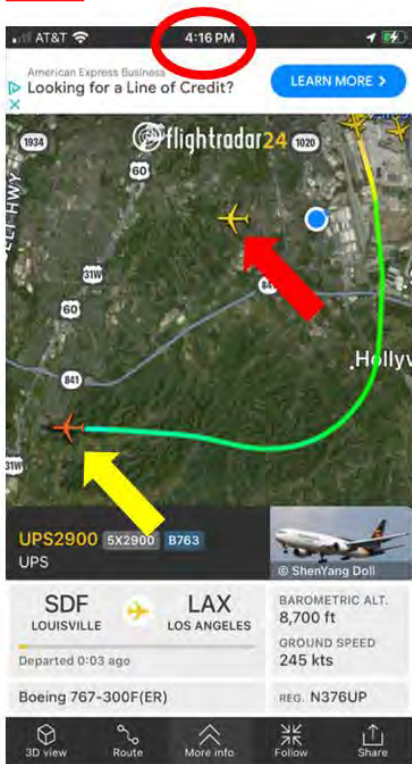 AT&T 4:16 PM
American Express Business
Looking for a Line of Credit?
LEARN MORE >
1934
flightradar24
1020
60
31W
60
841
.Hollyv
31W
UPS2900 5X2900 B763
UPS
© ShenYang Doll
SDF LAX
LOUISVILLE LOS ANGELES
Departed 0:03 ago
BAROMETRIC ALT.
8,700 ft
GROUND SPEED
245 kts
Boeing 767-300F(ER)
REG. N376UP
3D view Route More info Follow Share